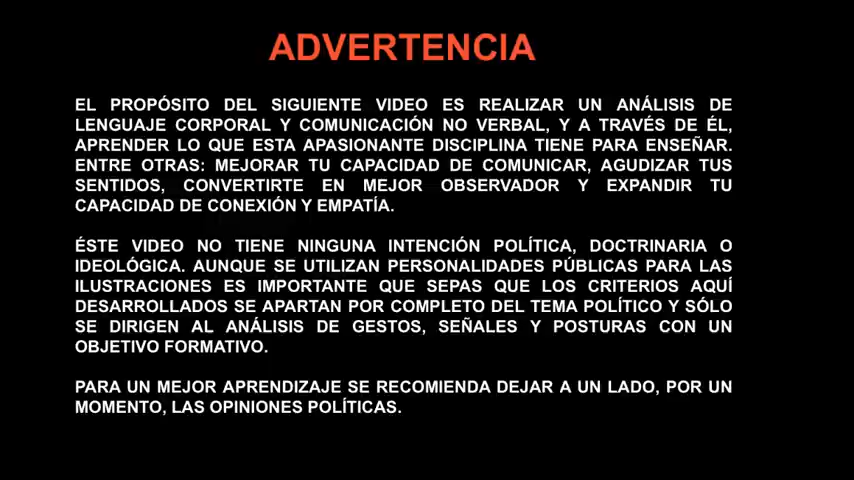 ADVERTENCIA
EL PROPÓSITO DEL SIGUIENTE VIDEO ES REALIZAR UN ANÁLISIS DE
LENGUAJE CORPORAL Y COMUNICACIÓN NO VERBAL, Y A TRAVÉS DE ÉL,
APRENDER LO QUE ESTA APASIONANTE DISCIPLINA TIENE PARA ENSEÑAR.
ENTRE OTRAS: MEJORAR TU CAPACIDAD DE COMUNICAR, AGUDIZAR TUS
SENTIDOS, CONVERTIRTE EN MEJOR OBSERVADOR Y EXPANDIR TU
CAPACIDAD DE CONEXIÓN Y EMPATÍA.
ÉSTE VIDEO NO TIENE NINGUNA INTENCIÓN POLÍTICA, DOCTRINARIA O
IDEOLÓGICA. AUNQUE SE UTILIZAN PERSONALIDADES PÚBLICAS PARA LAS
ILUSTRACIONES ES IMPORTANTE QUE SEPAS QUE LOS CRITERIOS AQUÍ
DESARROLLADOS SE APARTAN POR COMPLETO DEL TEMA POLÍTICO Y SÓLO
SE DIRIGEN AL ANÁLISIS DE GESTOS, SEÑALES Y POSTURAS CON UN
OBJETIVO FORMATIVO.
PARA UN MEJOR APRENDIZAJE SE RECOMIENDA DEJAR A UN LADO, POR UN
MOMENTO, LAS OPINIONES POLÍTICAS.